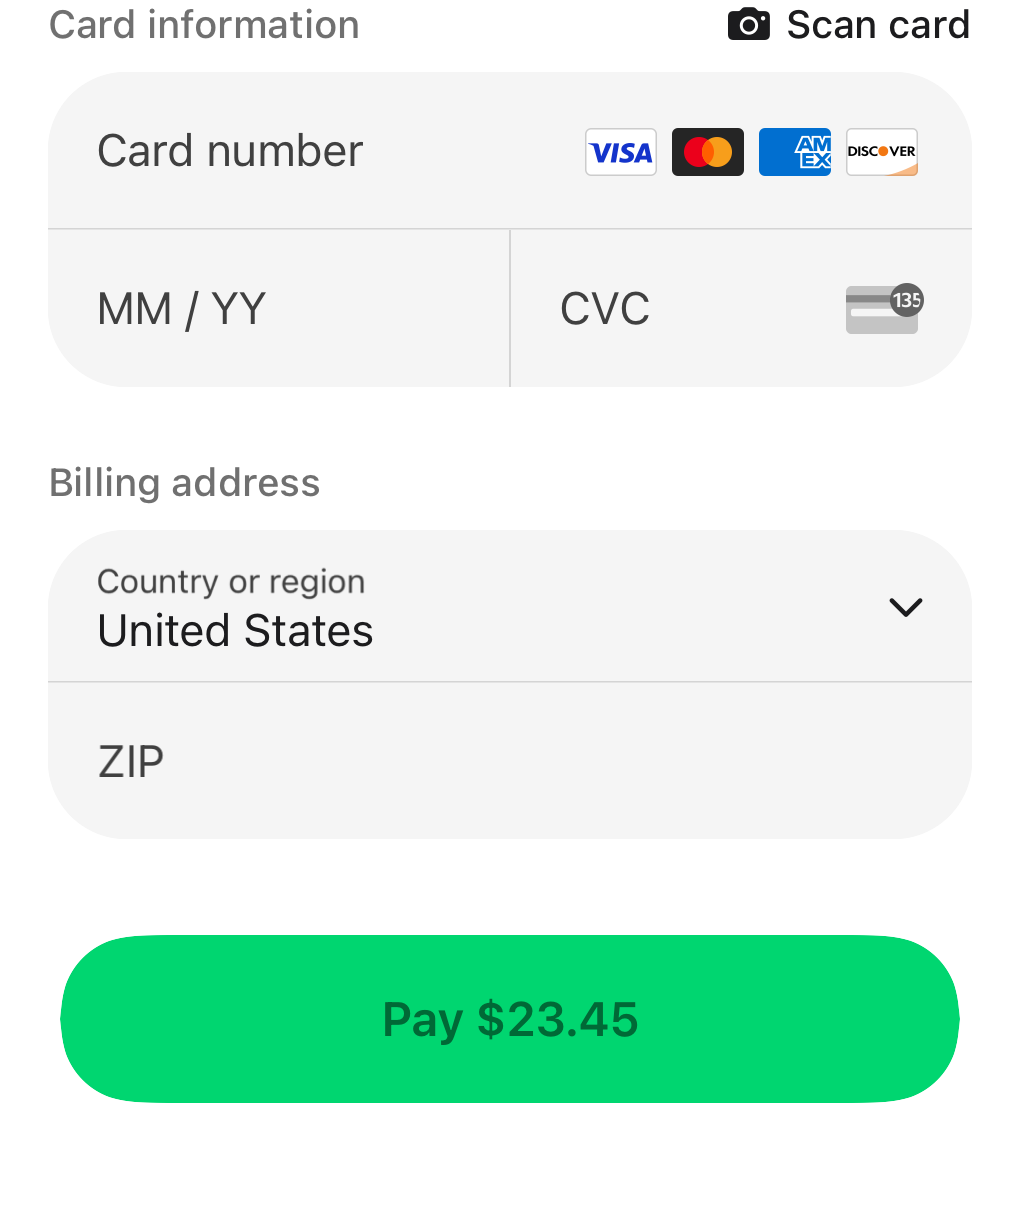 Card information
Scan card
Card number
VISA
AM
EX
DISCOVER
MM / YY
CVC
135
Billing address
Country or region
United States
ZIP
Pay $23.45